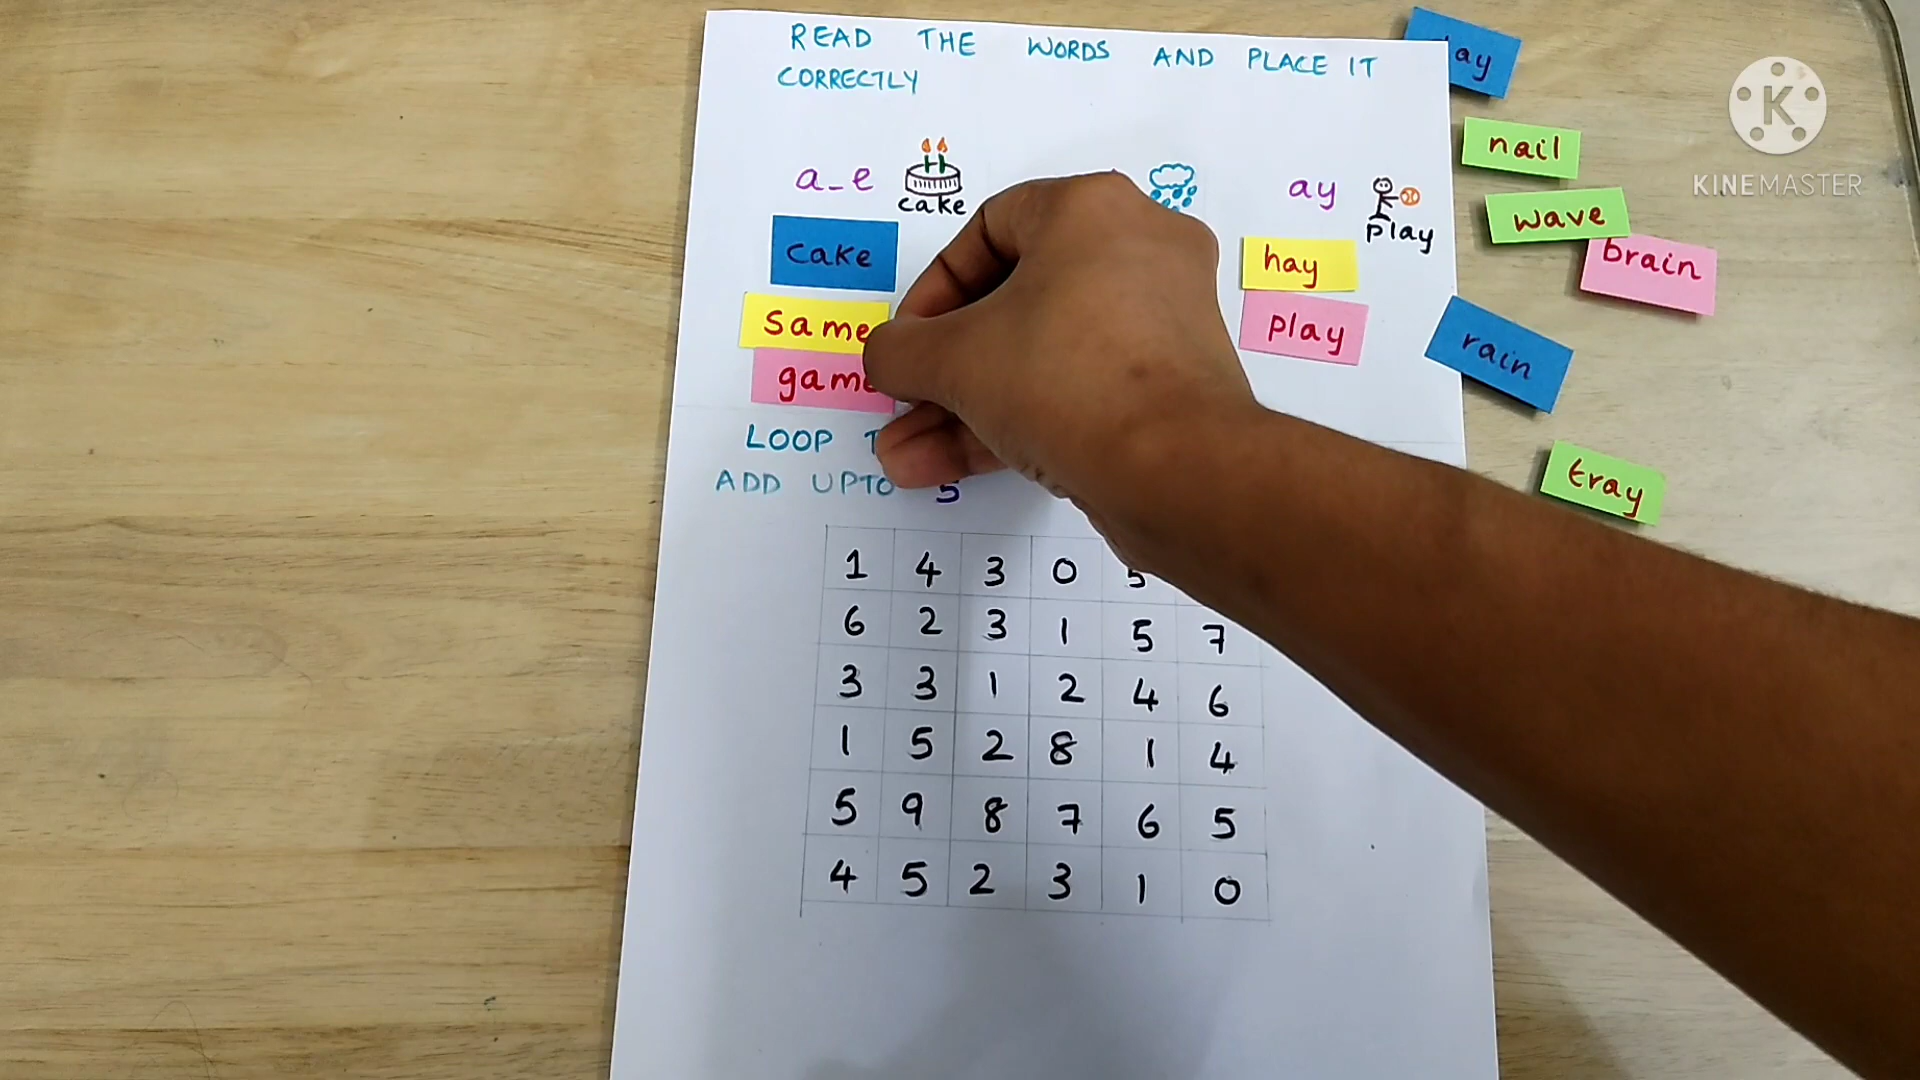 READ THE WORDS AND PLACE IT
CORRECTLY
a_e
cake
ay
play
cake
same
game
hay
play
nail
wave
brain
rain
tray
LOOP
ADD UPTO 5
1 4 3 0 5
6 2 3 1 5 7
3 3 1 2 4 6
1 5 2 8 1 4
5 9 8 7 6 5
4 5 2 3 1 0
KINEMASTER